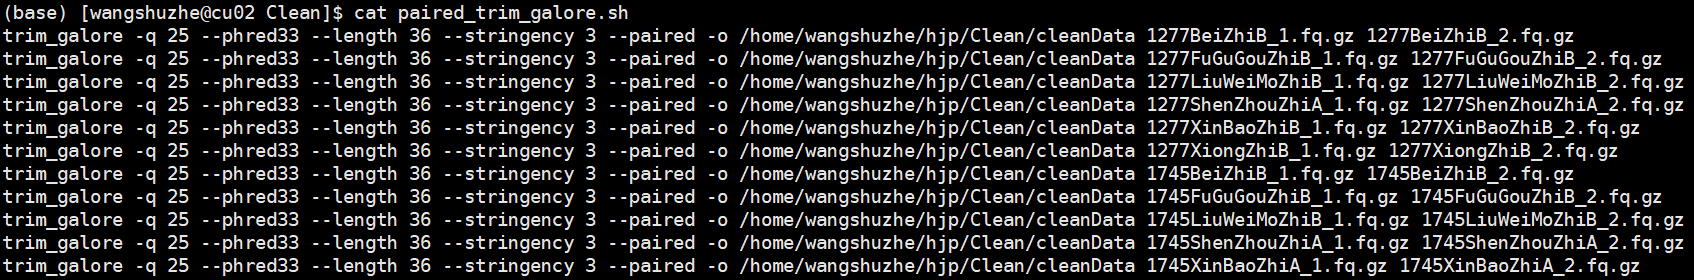 (base) [wangshuzhe@cu02 Clean]$ cat paired_trim_galore.sh
trim_galore -q 25 --phred33 --length 36 --stringency 3 --paired -o /home/wangshuzhe/hjp/Clean/cleanData 1277BeiZhiB_1.fq.gz 1277BeiZhiB_2.fq.gz
trim_galore -q 25 --phred33 --length 36 --stringency 3 --paired -o /home/wangshuzhe/hjp/Clean/cleanData 1277FuGuGouZhiB_1.fq.gz 1277FuGuGouZhiB_2.fq.gz
trim_galore -q 25 --phred33 --length 36 --stringency 3 --paired -o /home/wangshuzhe/hjp/Clean/cleanData 1277LiuWeiMoZhiB_1.fq.gz 1277LiuWeiMoZhiB_2.fq.gz
trim_galore -q 25 --phred33 --length 36 --stringency 3 --paired -o /home/wangshuzhe/hjp/Clean/cleanData 1277ShenZhouZhiA_1.fq.gz 1277ShenZhouZhiA_2.fq.gz
trim_galore -q 25 --phred33 --length 36 --stringency 3 --paired -o /home/wangshuzhe/hjp/Clean/cleanData 1277XinBaoZhiB_1.fq.gz 1277XinBaoZhiB_2.fq.gz
trim_galore -q 25 --phred33 --length 36 --stringency 3 --paired -o /home/wangshuzhe/hjp/Clean/cleanData 1277XiongZhiB_1.fq.gz 1277XiongZhiB_2.fq.gz
trim_galore -q 25 --phred33 --length 36 --stringency 3 --paired -o /home/wangshuzhe/hjp/Clean/cleanData 1745BeiZhiB_1.fq.gz 1745BeiZhiB_2.fq.gz
trim_galore -q 25 --phred33 --length 36 --stringency 3 --paired -o /home/wangshuzhe/hjp/Clean/cleanData 1745FuGuGouZhiB_1.fq.gz 1745FuGuGouZhiB_2.fq.gz
trim_galore -q 25 --phred33 --length 36 --stringency 3 --paired -o /home/wangshuzhe/hjp/Clean/cleanData 1745LiuWeiMoZhiB_1.fq.gz 1745LiuWeiMoZhiB_2.fq.gz
trim_galore -q 25 --phred33 --length 36 --stringency 3 --paired -o /home/wangshuzhe/hjp/Clean/cleanData 1745ShenZhouZhiA_1.fq.gz 1745ShenZhouZhiA_2.fq.gz
trim_galore -q 25 --phred33 --length 36 --stringency 3 --paired -o /home/wangshuzhe/hjp/Clean/cleanData 1745XinBaoZhiA_1.fq.gz 1745XinBaoZhiA_2.fq.gz